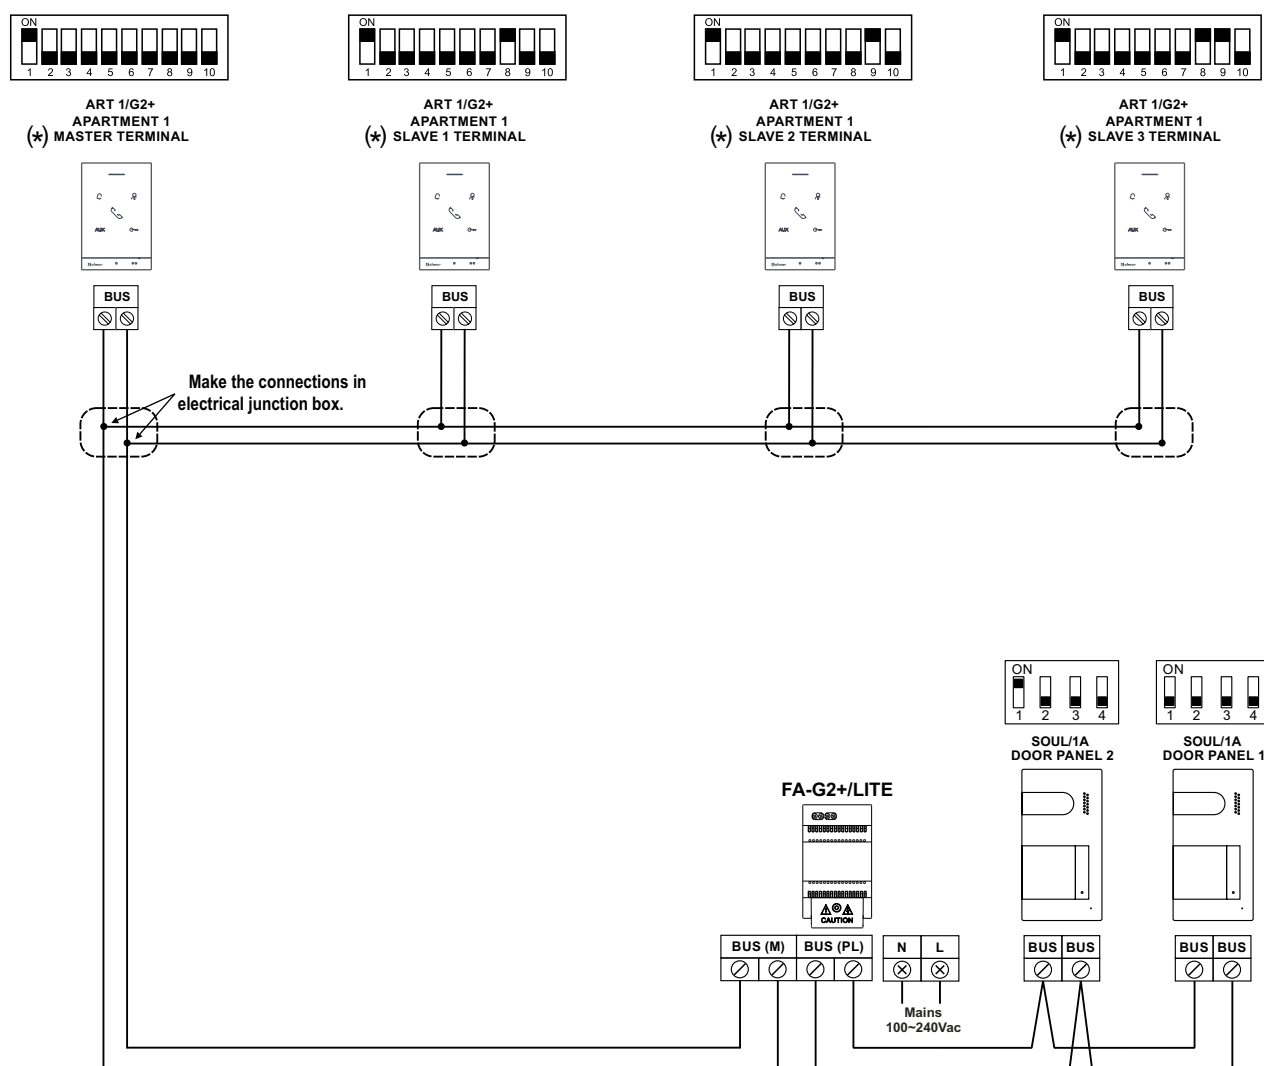 ON ON ON ON
1 2 3 4 5 6 7 8 9 10 1 2 3 4 5 6 7 8 9 10 1 2 3 4 5 6 7 8 9 10 1 2 3 4 5 6 7 8 9 10
ART 1/G2+ ART 1/G2+ ART 1/G2+ ART 1/G2+
APARTMENT 1 APARTMENT 1 APARTMENT 1 APARTMENT 1
(*) MASTER TERMINAL (*) SLAVE 1 TERMINAL (*) SLAVE 2 TERMINAL (*) SLAVE 3 TERMINAL
AUX AUX AUX AUX
BUS BUS BUS BUS
Make the connections in
electrical junction box.
ON ON
1 2 3 4 1 2 3 4
SOUL/1A SOUL/1A
DOOR PANEL 2 DOOR PANEL 1
FA-G2+/LITE
CAUTION
BUS (M) BUS (PL) N L BUS BUS BUS BUS
Mains
100~240Vac